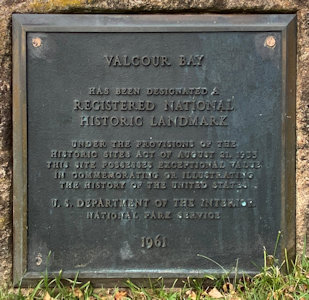 VALCOUR BAY
HAS BEEN DESIGNATED A
REGISTERED NATIONAL
HISTORIC LANDMARK
UNDER THE PROVISIONS OF THE
HISTORIC SITES ACT OF AUGUST 21, 1935
THIS SITE POSSESSES EXCEPTIONAL VALUE
IN COMMEMORATING OR ILLUSTRATING
THE HISTORY OF THE UNITED STATES
U. S. DEPARTMENT OF THE INTERIOR
NATIONAL PARK SERVICE
1961